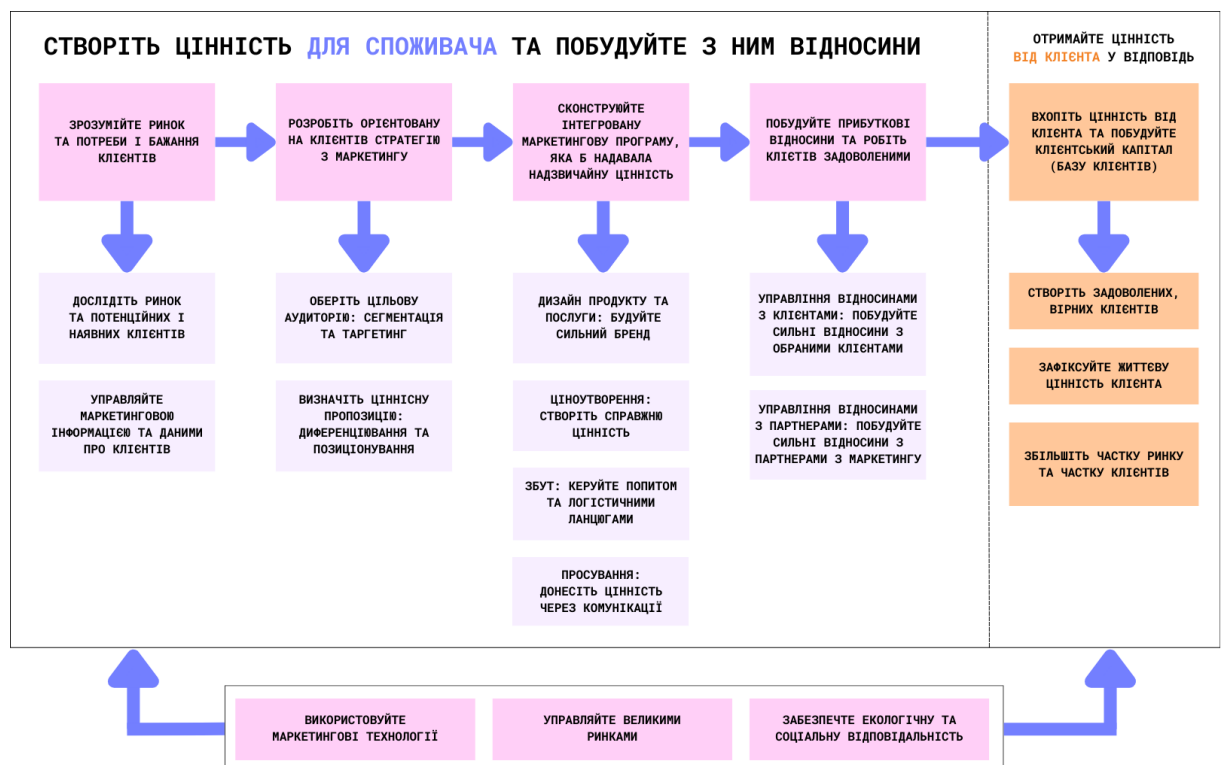 СТВОРІТЬ ЦІННІСТЬ ДЛЯ СПОЖИВАЧА ТА ПОБУДУЙТЕ З НИМ ВІДНОСИНИ
ОТРИМАЙТЕ ЦІННІСТЬ
ВІД КЛІЄНТА У ВІДПОВІДЬ
ЗРОЗУМІЙТЕ РИНОК
ТА ПОТРЕБИ І БАЖАННЯ
КЛІЄНТІВ
РОЗРОБІТЬ ОРІЄНТОВАНУ
НА КЛІЄНТІВ СТРАТЕГІЮ
З МАРКЕТИНГУ
СКОНСТРУЮЙТЕ
ІНТЕГРОВАНУ
МАРКЕТИНГОВУ ПРОГРАМУ,
ЯКА Б НАДАВАЛА
НАДЗВИЧАЙНУ ЦІННІСТЬ
ПОБУДУЙТЕ ПРИБУТКОВІ
ВІДНОСИНИ ТА РОБІТЬ
КЛІЄТІВ ЗАДОВОЛЕНИМИ
ВХОПІТЬ ЦІННІСТЬ ВІД
КЛІЄНТА ТА ПОБУДУЙТЕ
КЛІЄНТСЬКИЙ КАПІТАЛ
(БАЗУ КЛІЄНТІВ)
ДОСЛІДІТЬ РИНОК
ТА ПОТЕНЦІЙНИХ І
НАЯВНИХ КЛІЄНТІВ
УПРАВЛЯЙТЕ
МАРКЕТИНГОВОЮ
ІНФОРМАЦІЄЮ ТА ДАНИМИ
ПРО КЛІЄНТІВ
ОБЕРІТЬ ЦІЛЬОВУ
АУДИТОРІЮ: СЕГМЕНТАЦІЯ
ТА ТАРГЕТИНГ
ВИЗНАЧІТЬ ЦІННІСНУ
ПРОПОЗИЦІЮ:
ДИФЕРЕНЦІЮВАННЯ ТА
ПОЗИЦІОНУВАННЯ
ДИЗАЙН ПРОДУКТУ ТА
ПОСЛУГИ: БУДУЙТЕ
СИЛЬНИЙ БРЕНД
ЦІНОУТВОРЕННЯ:
СТВОРІТЬ СПРАВЖНЮ
ЦІННІСТЬ
ЗБУТ: КЕРУЙТЕ ПОПИТОМ
ТА ЛОГІСТИЧНИМИ
ЛАНЦЮГАМИ
ПРОСУВАННЯ:
ДОНЕСІТЬ ЦІННІСТЬ
ЧЕРЕЗ КОМУНІКАЦІЇ
УПРАВЛІННЯ ВІДНОСИНАМИ
З КЛІЄНТАМИ: ПОБУДУЙТЕ
СИЛЬНІ ВІДНОСИНИ З
ОБРАНИМИ КЛІЄНТАМИ
УПРАВЛІННЯ ВІДНОСИНАМИ
З ПАРТНЕРАМИ: ПОБУДУЙТЕ
СИЛЬНІ ВІДНОСИНИ З
ПАРТНЕРАМИ З МАРКЕТИНГУ
СТВОРІТЬ ЗАДОВОЛЕНИХ,
ВІРНИХ КЛІЄНТІВ
ЗАФІКСУЙТЕ ЖИТТЄВУ
ЦІННІСТЬ КЛІЄНТА
ЗБІЛЬШІТЬ ЧАСТКУ РИНКУ
ТА ЧАСТКУ КЛІЄНТІВ
ВИКОРИСТОВУЙТЕ
МАРКЕТИНГОВІ ТЕХНОЛОГІЇ
УПРАВЛЯЙТЕ ВЕЛИКИМИ
РИНКАМИ
ЗАБЕЗПЕЧТЕ ЕКОЛОГІЧНУ ТА
СОЦІАЛЬНУ ВІДПОВІДАЛЬНІСТЬ